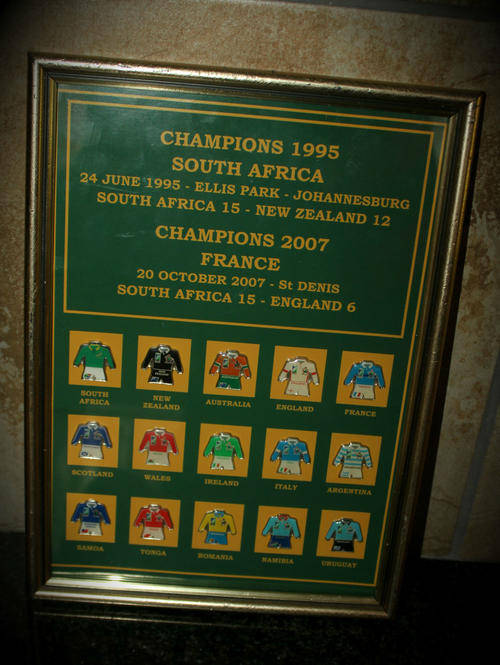 CHAMPIONS 1995
SOUTH AFRICA
24 JUNE 1995 - ELLIS PARK - JOHANNESBURG
SOUTH AFRICA 15 - NEW ZEALAND 12
CHAMPIONS 2007
FRANCE
20 OCTOBER 2007 - St DENIS
SOUTH AFRICA 15 - ENGLAND 6
SOUTH AFRICA
NEW ZEALAND
AUSTRALIA
ENGLAND
FRANCE
SCOTLAND
WALES
IRELAND
ITALY
ARGENTINA
SAMOA
TONGA
ROMANIA
NAMIBIA
URUGUAY